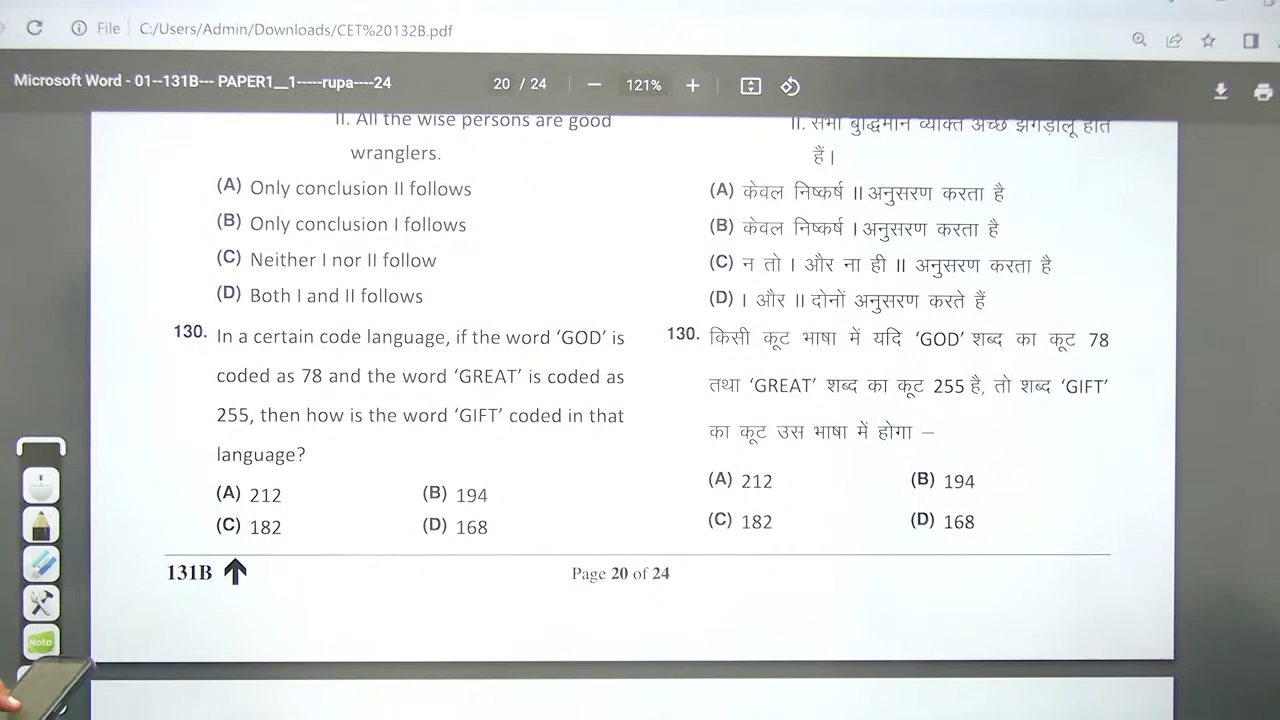 File
C:/Users/Admin/Downloads/CET%20132B.pdf
Microsoft Word - 01--131B--- PAPER1__1-----rupa----24
20 / 24
121%
II. All the wise persons are good
wranglers.
(A) Only conclusion II follows
(B) Only conclusion I follows
(C) Neither I nor II follow
(D) Both I and II follows
130. In a certain code language, if the word ‘GOD’ is
coded as 78 and the word ‘GREAT’ is coded as
255, then how is the word ‘GIFT’ coded in that
language?
(A) 212 (B) 194
(C) 182 (D) 168
II. सभी बुद्धिमान व्यक्ति अच्छे झगड़ालू होते
हैं।
(A) केवल निष्कर्ष II अनुसरण करता है
(B) केवल निष्कर्ष I अनुसरण करता है
(C) न तो I और ना ही II अनुसरण करता है
(D) I और II दोनों अनुसरण करते हैं
130. किसी कूट भाषा में यदि ‘GOD’ शब्द का कूट 78
तथा ‘GREAT’ शब्द का कूट 255 है, तो शब्द ‘GIFT’
का कूट उस भाषा में होगा –
(A) 212 (B) 194
(C) 182 (D) 168
131B
Page 20 of 24
Note